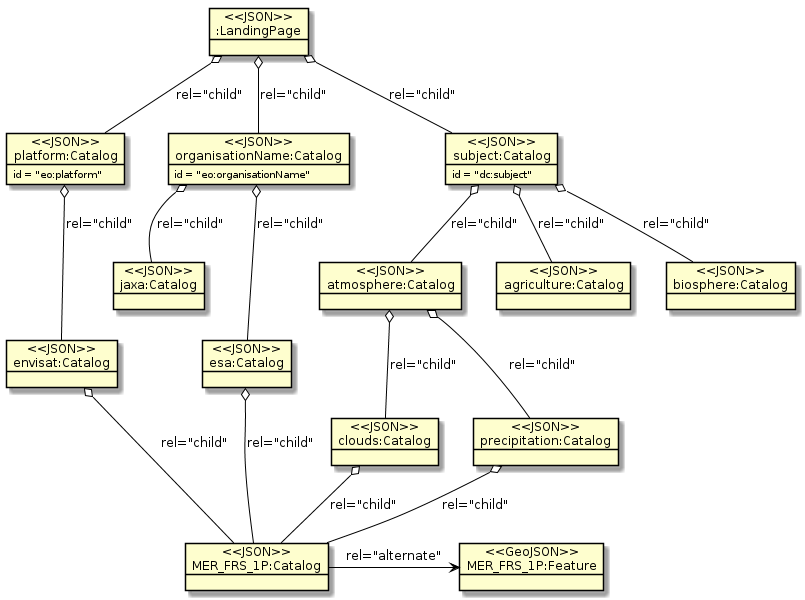 <<JSON>>
:LandingPage
rel="child"
rel="child"
rel="child"
<<JSON>>
platform:Catalog
id = "eo:platform"
<<JSON>>
organisationName:Catalog
id = "eo:organisationName"
<<JSON>>
subject:Catalog
id = "dc:subject"
rel="child"
rel="child"
rel="child"
rel="child"
rel="child"
rel="child"
<<JSON>>
jaxa:Catalog
<<JSON>>
atmosphere:Catalog
<<JSON>>
agriculture:Catalog
<<JSON>>
biosphere:Catalog
<<JSON>>
envisat:Catalog
<<JSON>>
esa:Catalog
rel="child"
rel="child"
<<JSON>>
clouds:Catalog
<<JSON>>
precipitation:Catalog
rel="child"
rel="child"
rel="child"
rel="child"
<<JSON>>
MER_FRS_1P:Catalog
rel="alternate"
<<GeoJSON>>
MER_FRS_1P:Feature